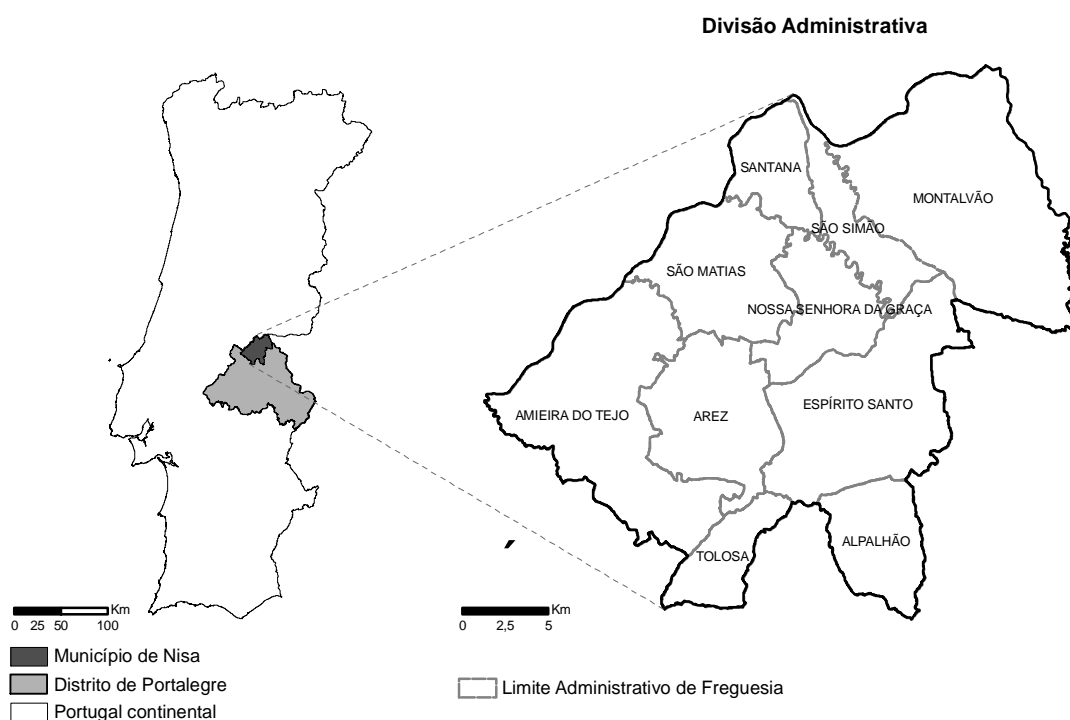 Divisão Administrativa
SANTANA
MONTALVÃO
SÃO SIMÃO
SÃO MATIAS
NOSSA SENHORA DA GRAÇA
ESPÍRITO SANTO
AMIEIRA DO TEJO
AREZ
ALPALHÃO
TOLOSA
Km
0 25 50 100
Km
0 2,5 5
Município de Nisa
Distrito de Portalegre
Portugal continental
Limite Administrativo de Freguesia